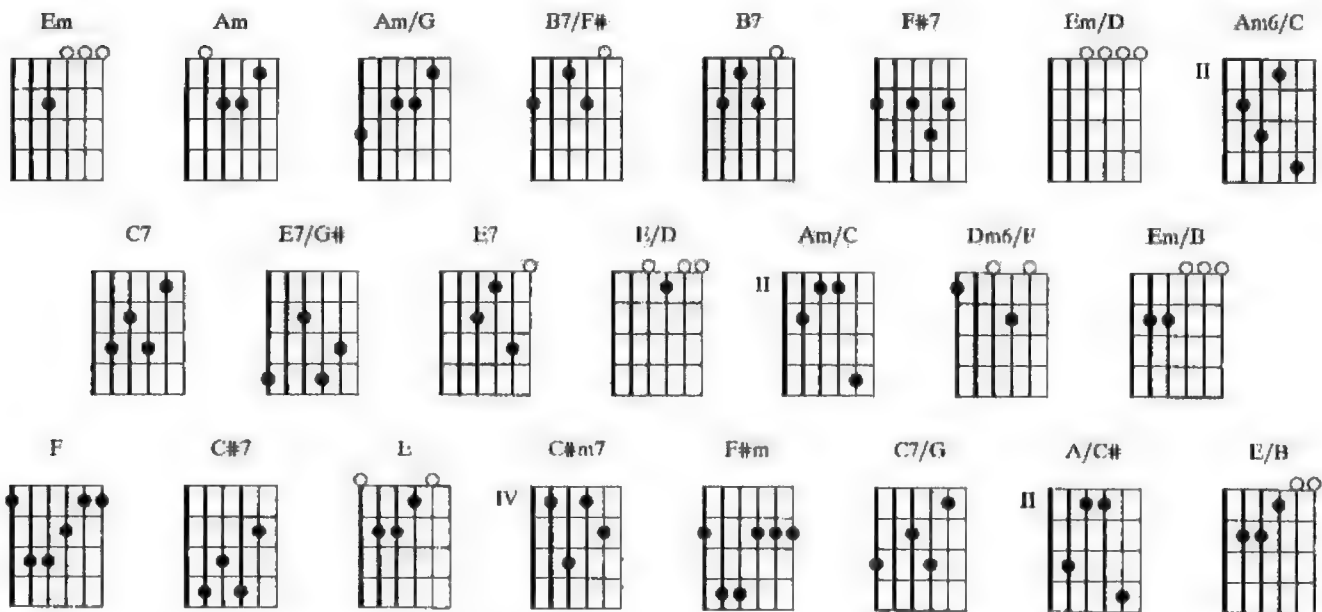 Em Am Am/G B7/F# B7 F#7 Em/D Am6/C
II
C7 E7/G# E7 E/D Am/C Dm6/F Em/B
II
F C#7 E C#m7 F#m C7/G A/C# E/B
IV II